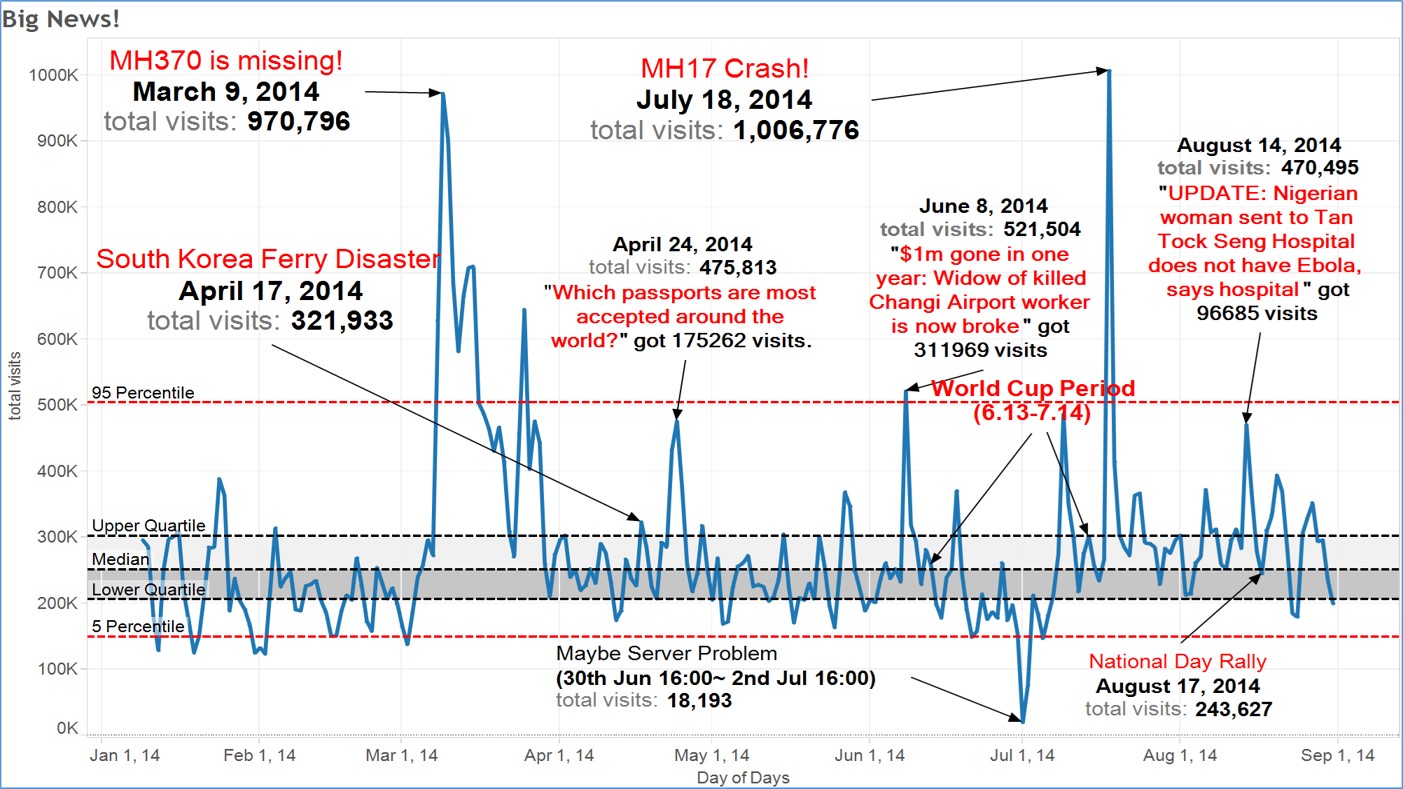 Big News!
MH370 is missing!
March 9, 2014
total visits: 970,796
MH17 Crash!
July 18, 2014
total visits: 1,006,776
August 14, 2014
total visits: 470,495
"UPDATE: Nigerian
woman sent to Tan
Tock Seng Hospital
does not have Ebola,
says hospital" got
96685 visits
June 8, 2014
total visits: 521,504
"$1m gone in one
year: Widow of killed
Changi Airport worker
is now broke" got
311969 visits
South Korea Ferry Disaster
April 17, 2014
total visits: 321,933
April 24, 2014
total visits: 475,813
"Which passports are most
accepted around the
world?" got 175262 visits.
World Cup Period
(6.13-7.14)
1000K
900K
800K
700K
600K
500K
400K
300K
200K
100K
0K
total visits
95 Percentile
Upper Quartile
Median
Lower Quartile
5 Percentile
Maybe Server Problem
(30th Jun 16:00~ 2nd Jul 16:00)
total visits: 18,193
National Day Rally
August 17, 2014
total visits: 243,627
Jan 1, 14
Feb 1, 14
Mar 1, 14
Apr 1, 14
May 1, 14
Jun 1, 14
Jul 1, 14
Aug 1, 14
Sep 1, 14
Day of Days